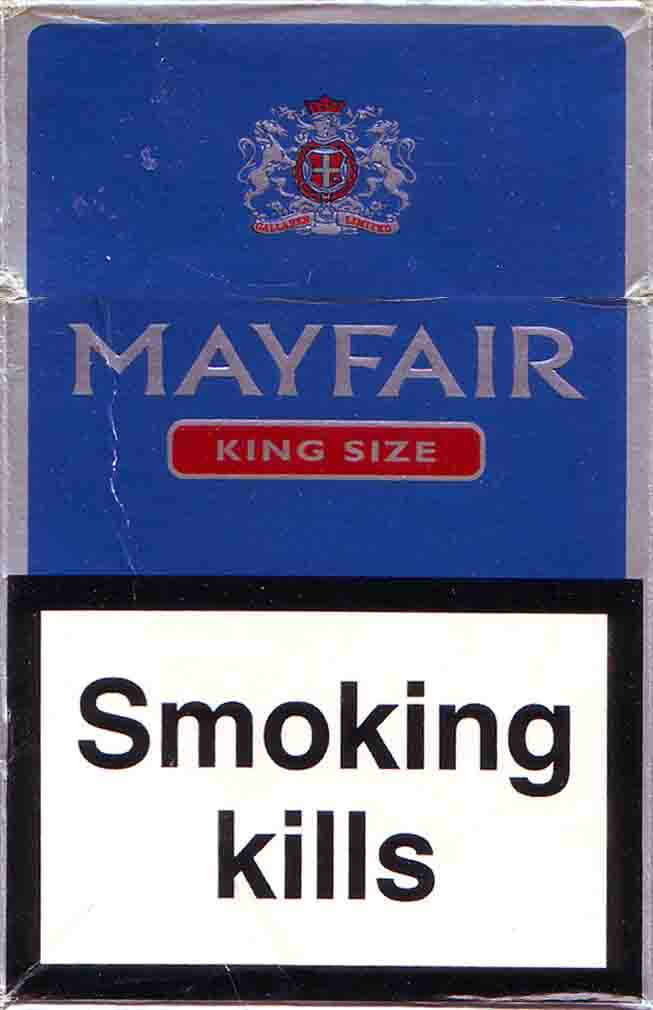 GALLAHER LIMITED
MAYFAIR
KING SIZE
Smoking
kills